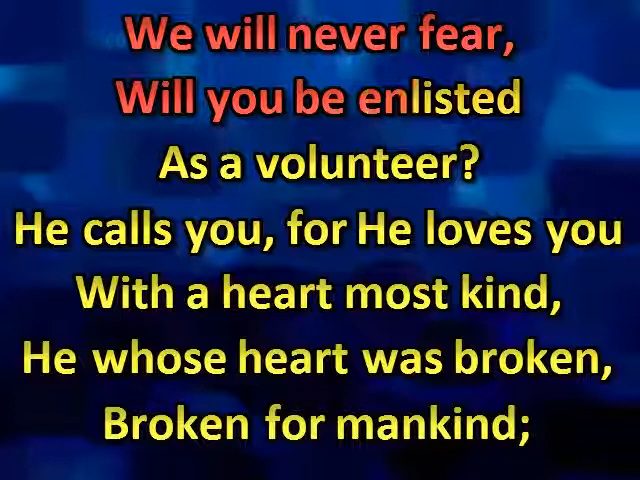 We will never fear,
Will you be enlisted
As a volunteer?
He calls you, for He loves you
With a heart most kind,
He whose heart was broken,
Broken for mankind;